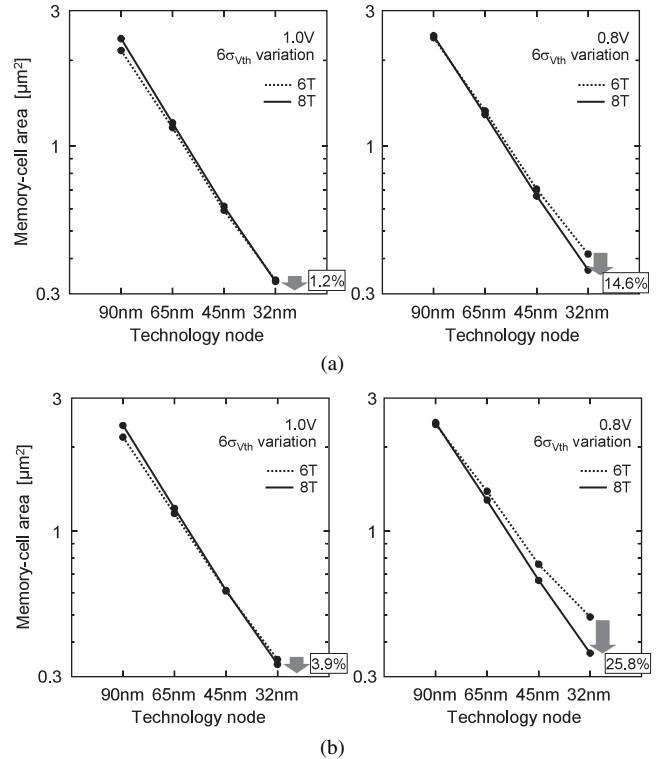 3
1
0.3
Memory-cell area [μm²]
1.0V
6σVth variation
6T
8T
1.2%
90nm 65nm 45nm 32nm
Technology node
3
1
0.3
0.8V
6σVth variation
6T
8T
14.6%
90nm 65nm 45nm 32nm
Technology node
(a)
3
1
0.3
Memory-cell area [μm²]
1.0V
6σVth variation
6T
8T
3.9%
90nm 65nm 45nm 32nm
Technology node
3
1
0.3
0.8V
6σVth variation
6T
8T
25.8%
90nm 65nm 45nm 32nm
Technology node
(b)